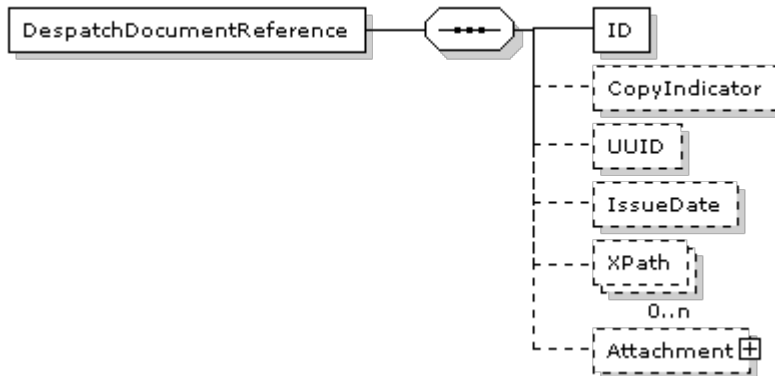 DespatchDocumentReference
ID
CopyIndicator
UUID
IssueDate
XPath
0..n
Attachment